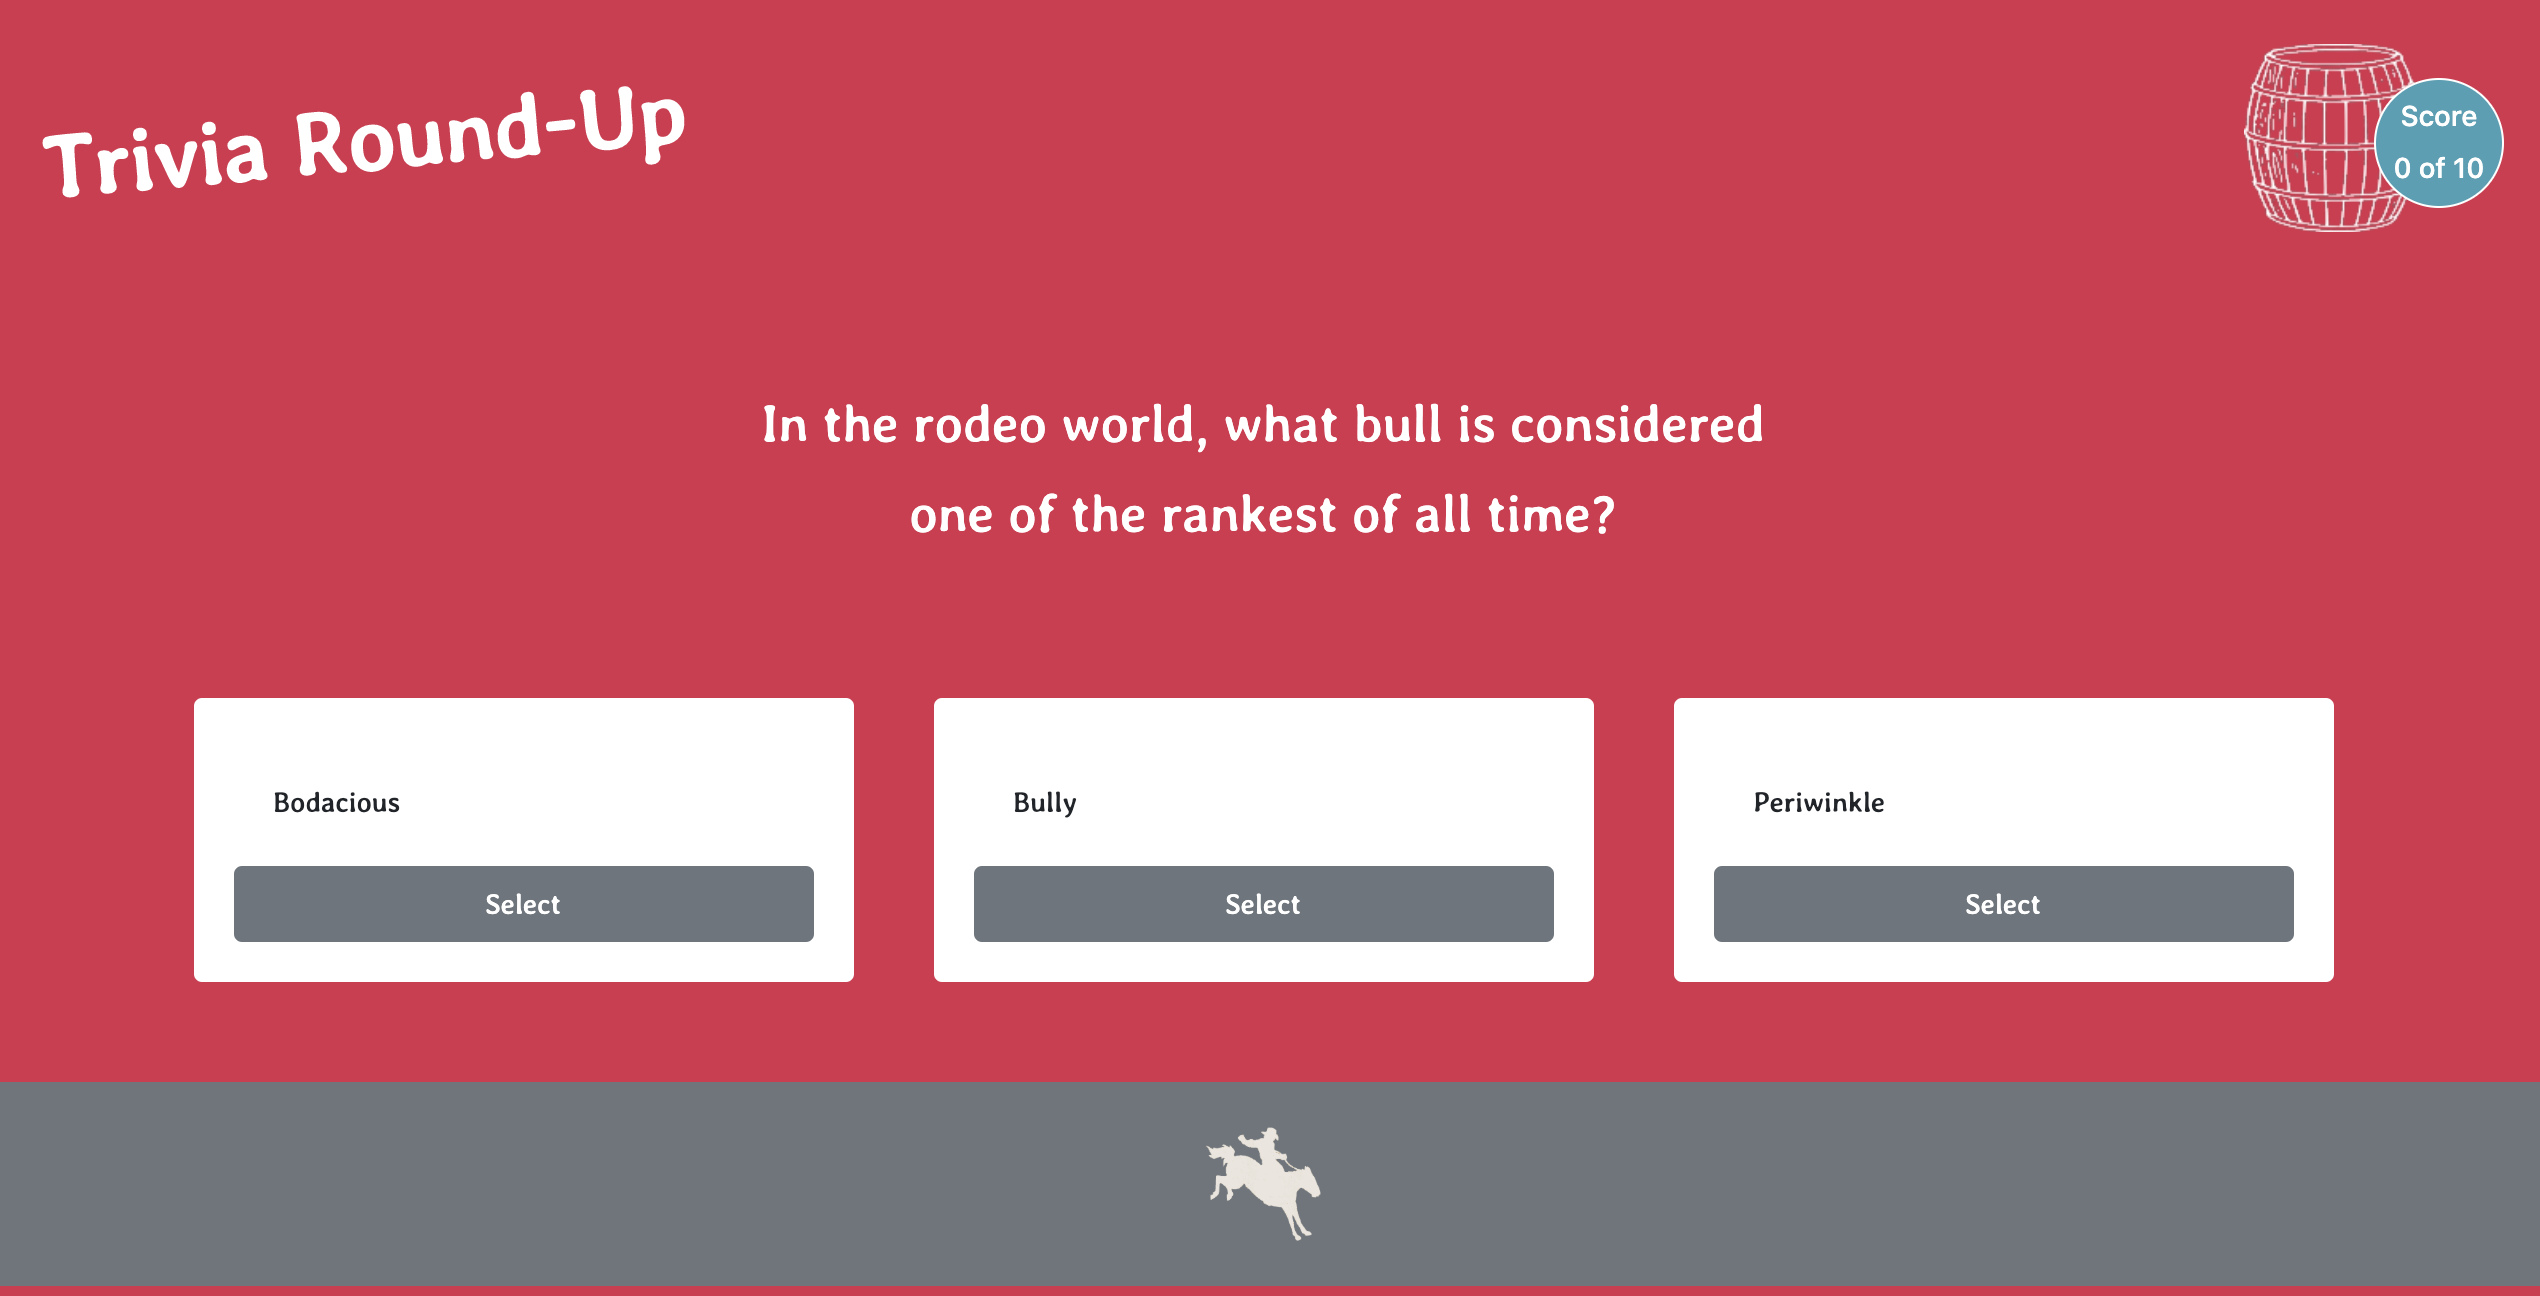 Trivia Round-Up
Score
0 of 10
In the rodeo world, what bull is considered
one of the rankest of all time?
Bodacious
Select
Bully
Select
Periwinkle
Select